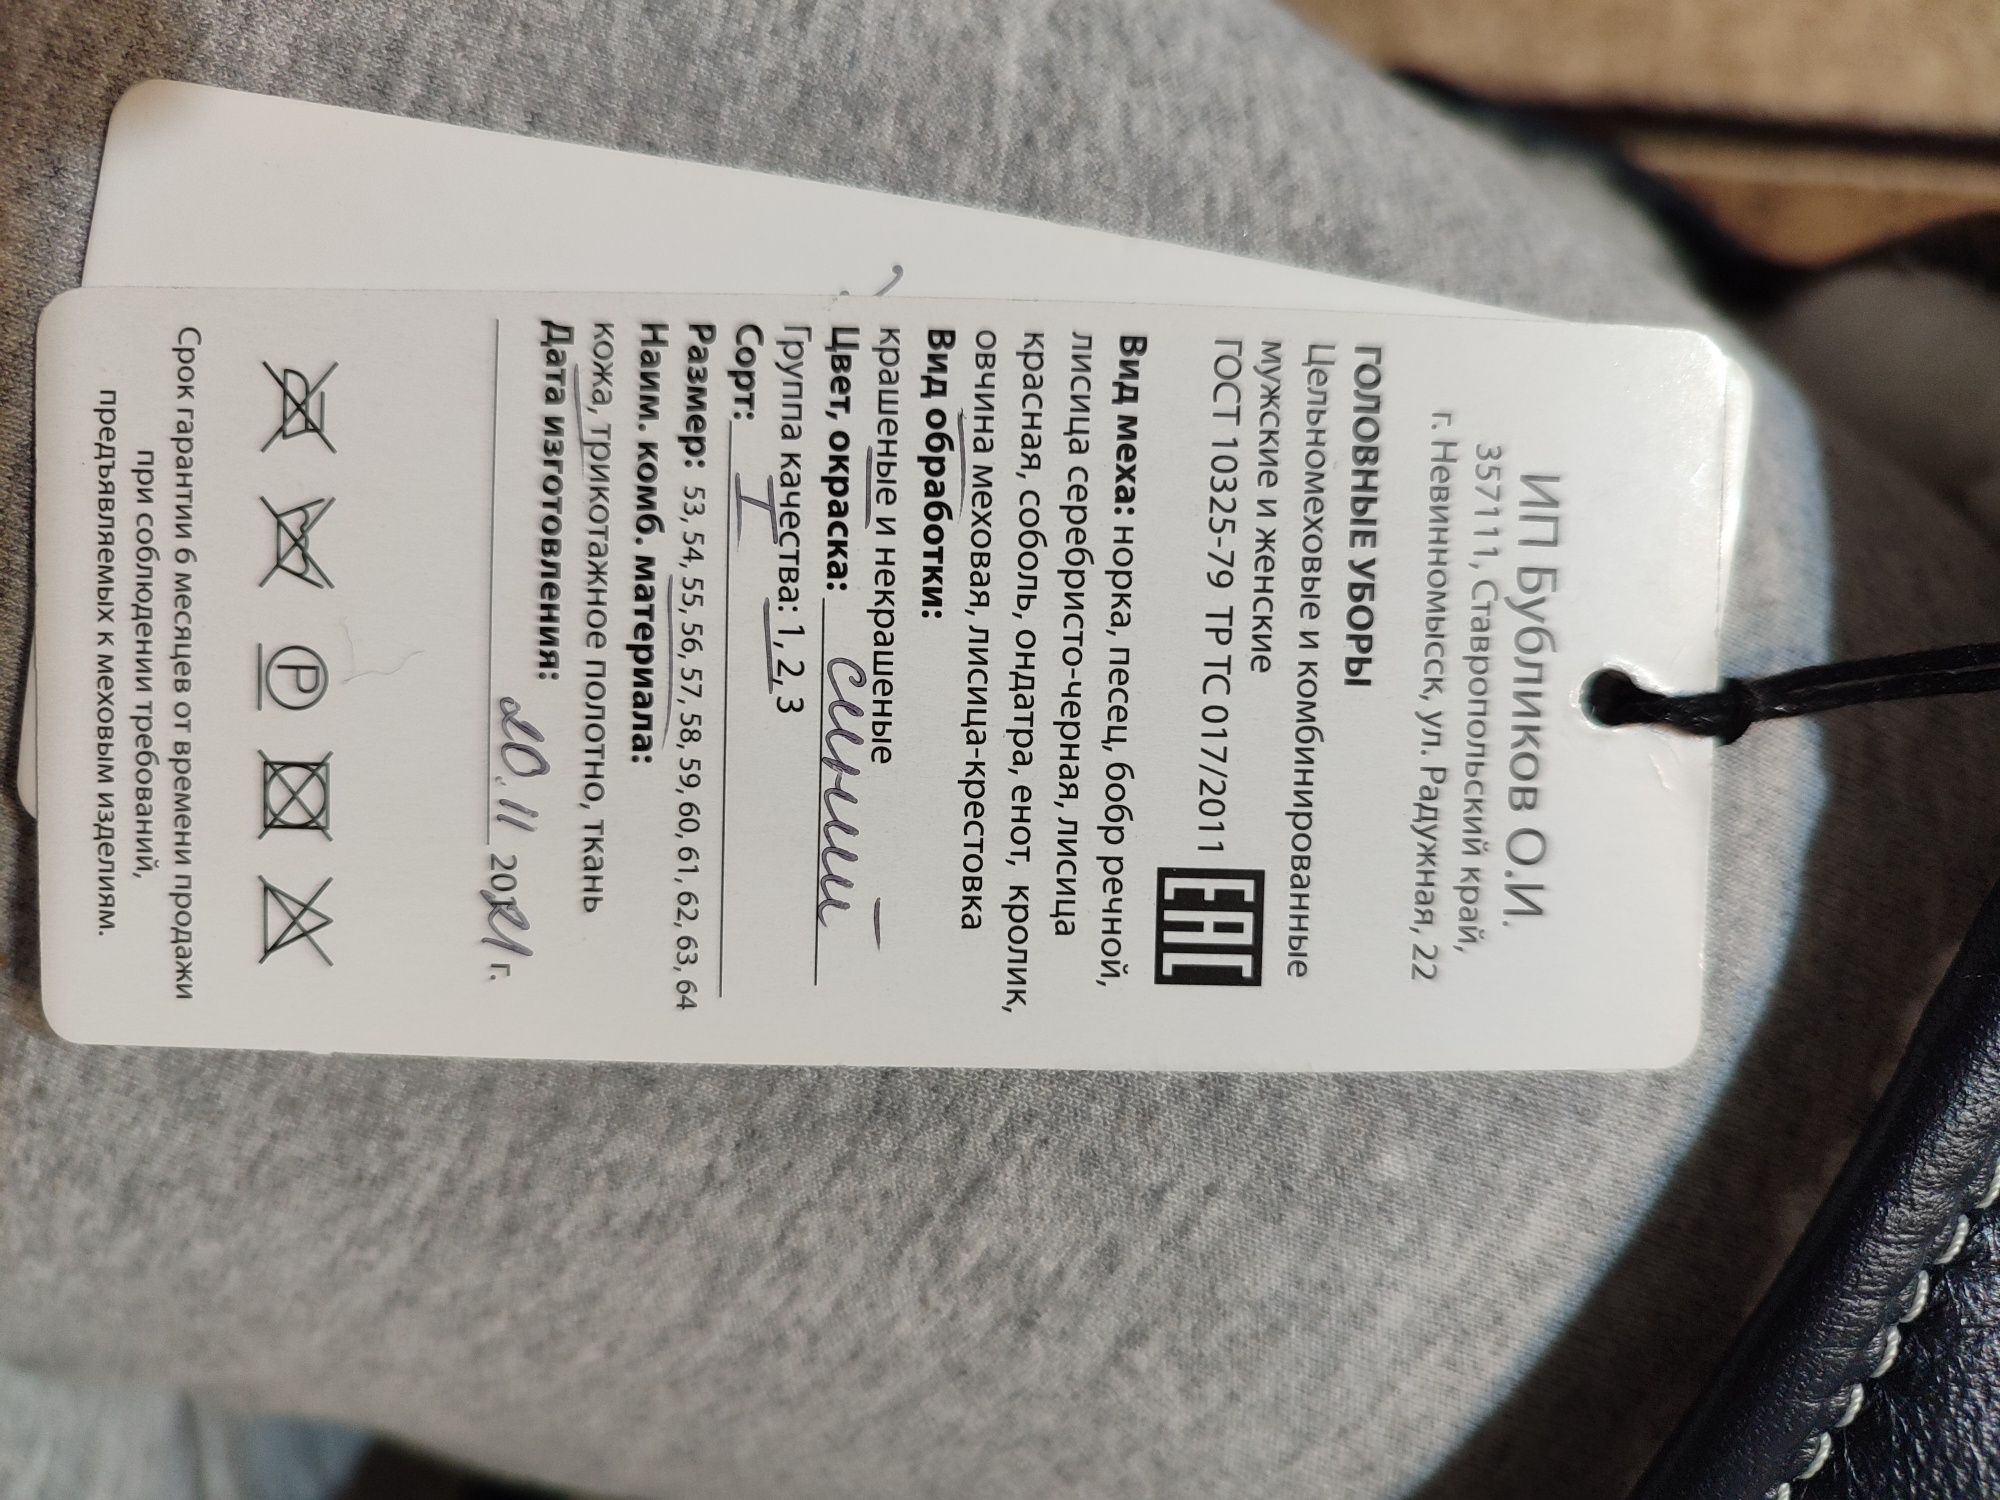 ИП Бубликов О.И.
357111, Ставропольский край,
г. Невинномысск, ул. Радужная, 22
ГОЛОВНЫЕ УБОРЫ
Цельномеховые и комбинированные
мужские и женские
ГОСТ 10325-79 ТР ТС 017/2011 EAC
Вид меха: норка, песец, бобр речной,
лисица серебристо-черная, лисица
красная, соболь, ондатра, енот, кролик,
овчина меховая, лисица-крестовка
Вид обработки:
крашеные и некрашеные
Цвет, окраска: синий
Группа качества: 1, 2, 3
Сорт: I
Размер: 53, 54, 55, 56, 57, 58, 59, 60, 61, 62, 63, 64
Наим. комб. материала:
кожа, трикотажное полотно, ткань
Дата изготовления:
20.11 2021 г.
P
Срок гарантии 6 месяцев от времени продажи
при соблюдении требований,
предъявляемых к меховым изделиям.